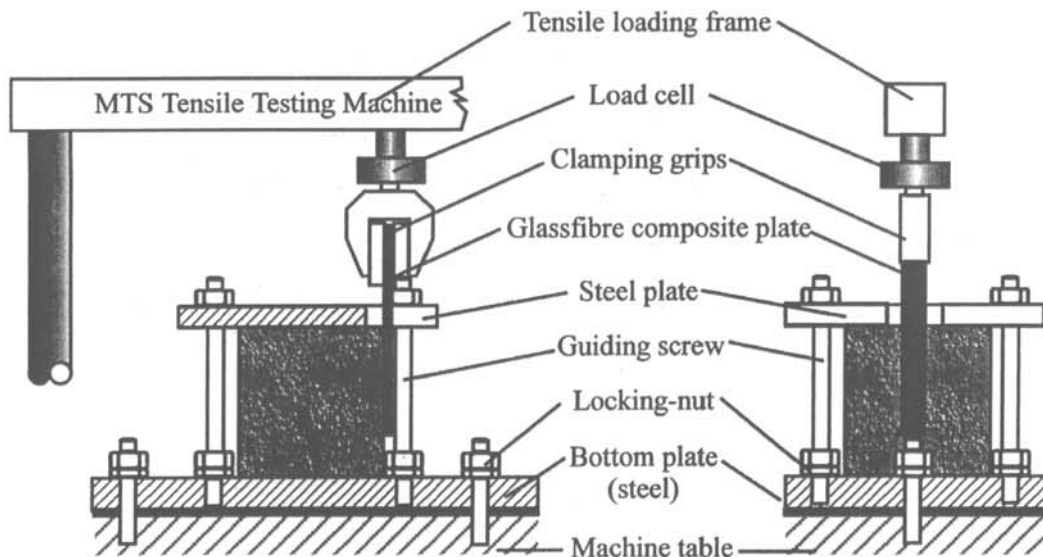 Tensile loading frame
MTS Tensile Testing Machine
Load cell
Clamping grips
Glassfibre composite plate
Steel plate
Guiding screw
Locking-nut
Bottom plate
(steel)
Machine table